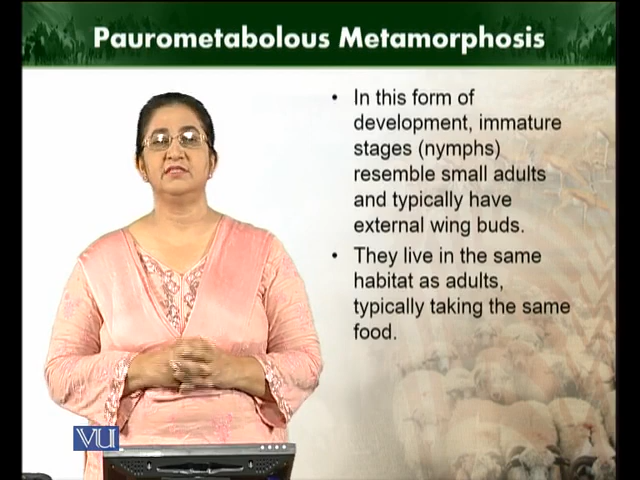 Paurometabolous Metamorphosis
• In this form of
development, immature
stages (nymphs)
resemble small adults
and typically have
external wing buds.
• They live in the same
habitat as adults,
typically taking the same
food.
VU